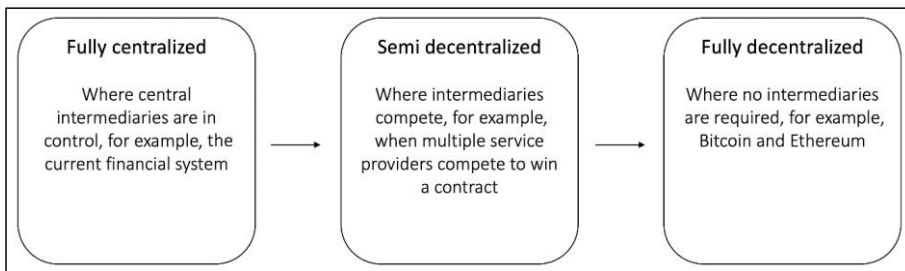 Fully centralized
Where central
intermediaries are in
control, for example, the
current financial system
Semi decentralized
Where intermediaries
compete, for example,
when multiple service
providers compete to win
a contract
Fully decentralized
Where no intermediaries
are required, for example,
Bitcoin and Ethereum